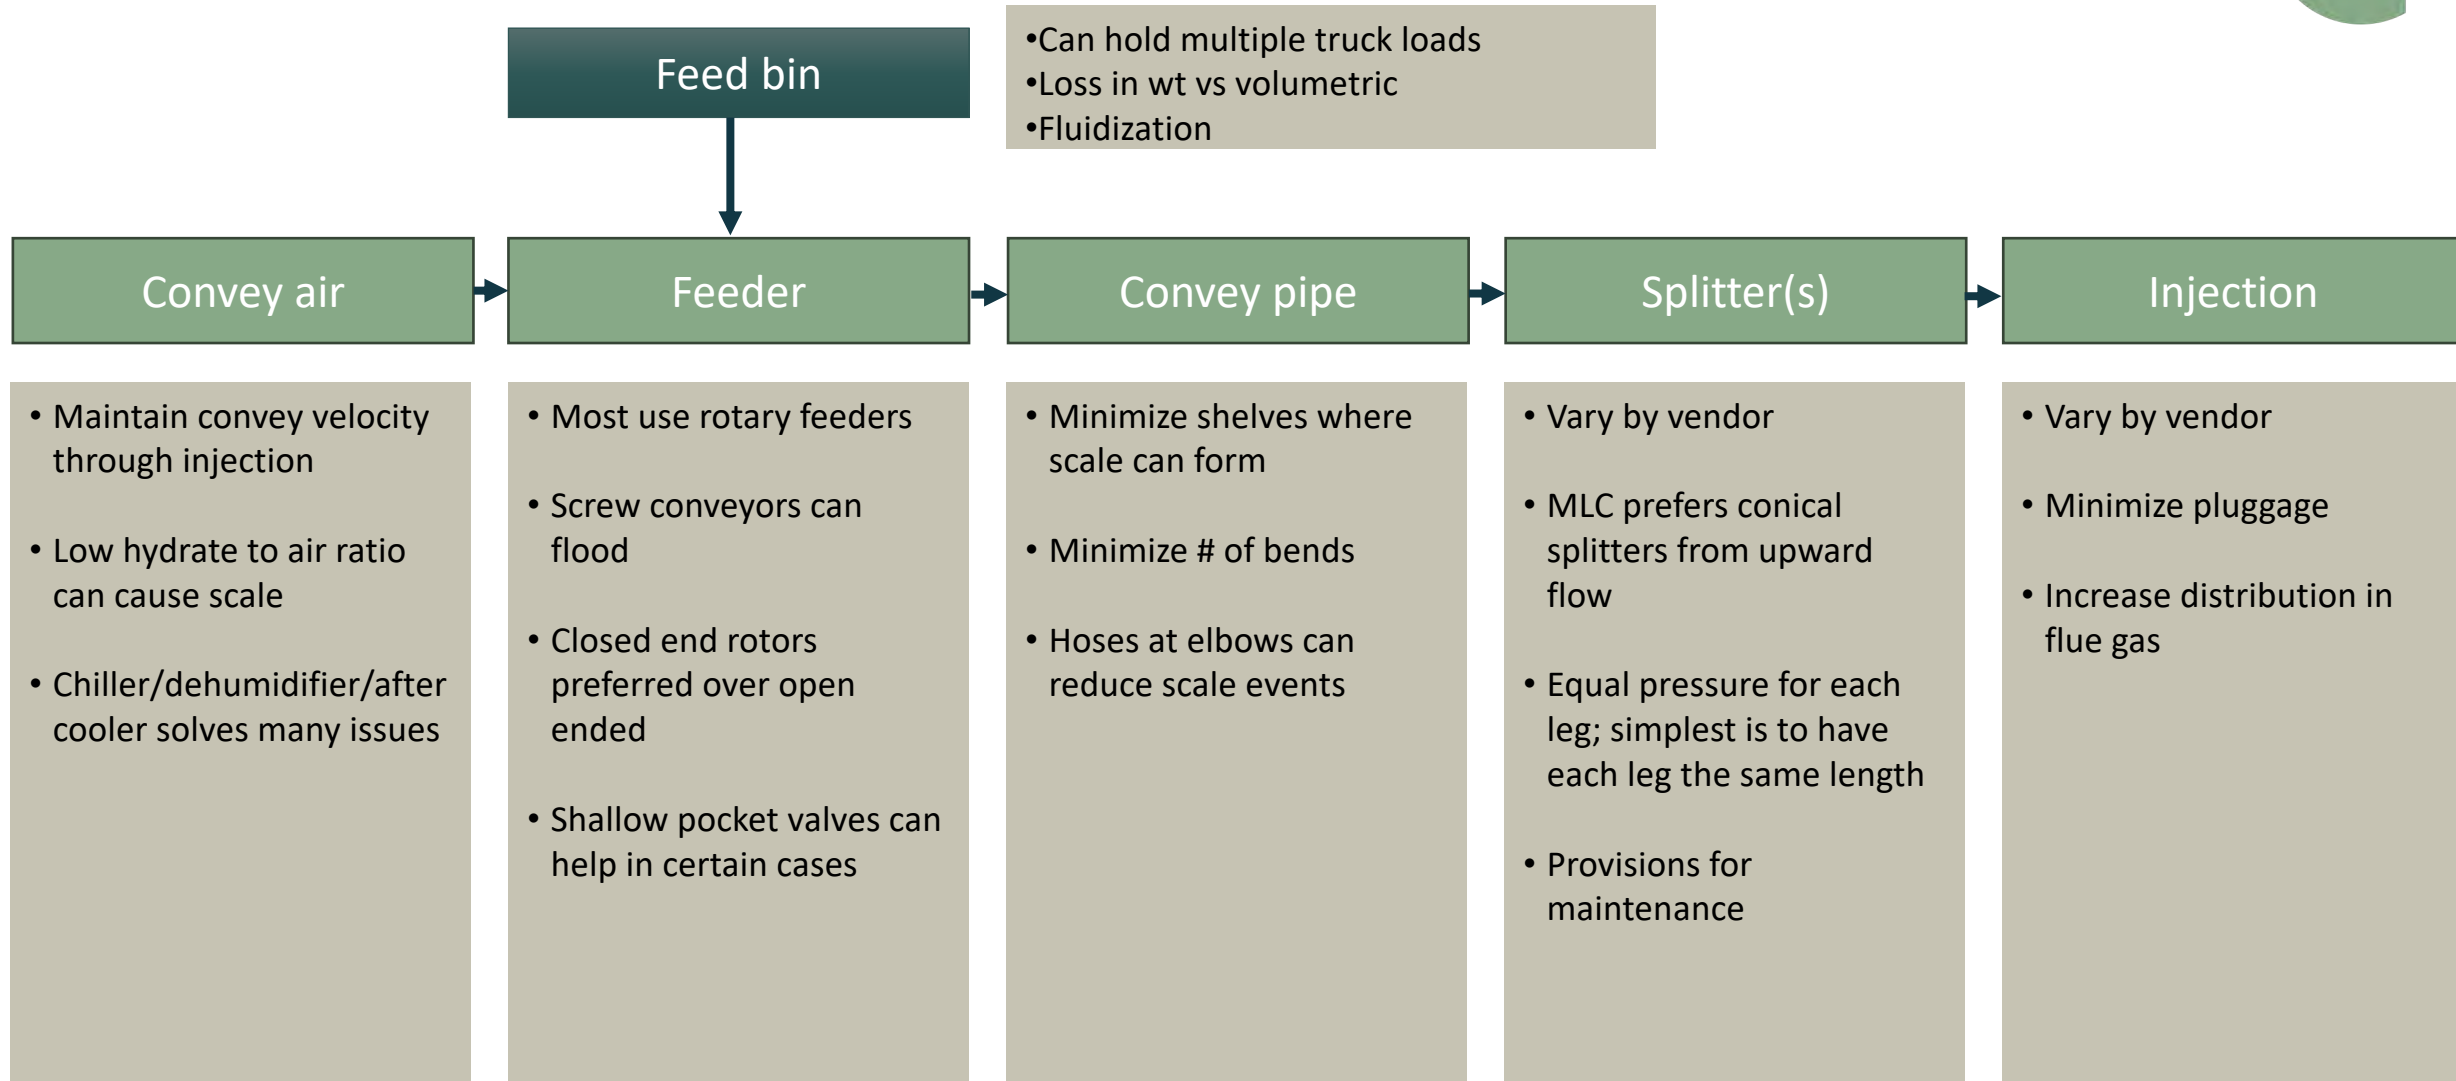 Feed bin
•Can hold multiple truck loads
•Loss in wt vs volumetric
•Fluidization
Convey air
Feeder
Convey pipe
Splitter(s)
Injection
• Maintain convey velocity
through injection
• Low hydrate to air ratio
can cause scale
• Chiller/dehumidifier/after
cooler solves many issues
• Most use rotary feeders
• Screw conveyors can
flood
• Closed end rotors
preferred over open
ended
• Shallow pocket valves can
help in certain cases
• Minimize shelves where
scale can form
• Minimize # of bends
• Hoses at elbows can
reduce scale events
• Vary by vendor
• MLC prefers conical
splitters from upward
flow
• Equal pressure for each
leg; simplest is to have
each leg the same length
• Provisions for
maintenance
• Vary by vendor
• Minimize pluggage
• Increase distribution in
flue gas